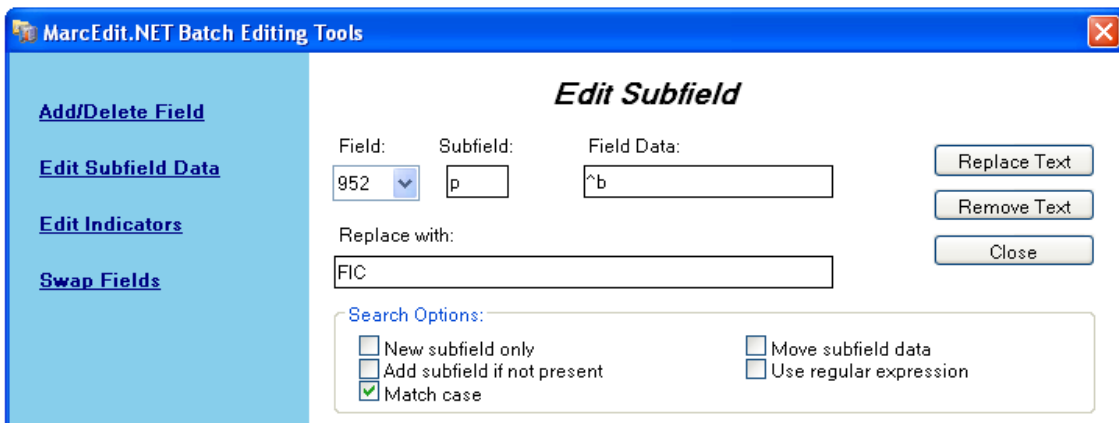 MarcEdit.NET Batch Editing Tools
Add/Delete Field
Edit Subfield Data
Edit Indicators
Swap Fields
Edit Subfield
Field: Subfield: Field Data:
952 p ^b
Replace with:
FIC
Replace Text
Remove Text
Close
Search Options:
New subfield only
Add subfield if not present
Match case
Move subfield data
Use regular expression